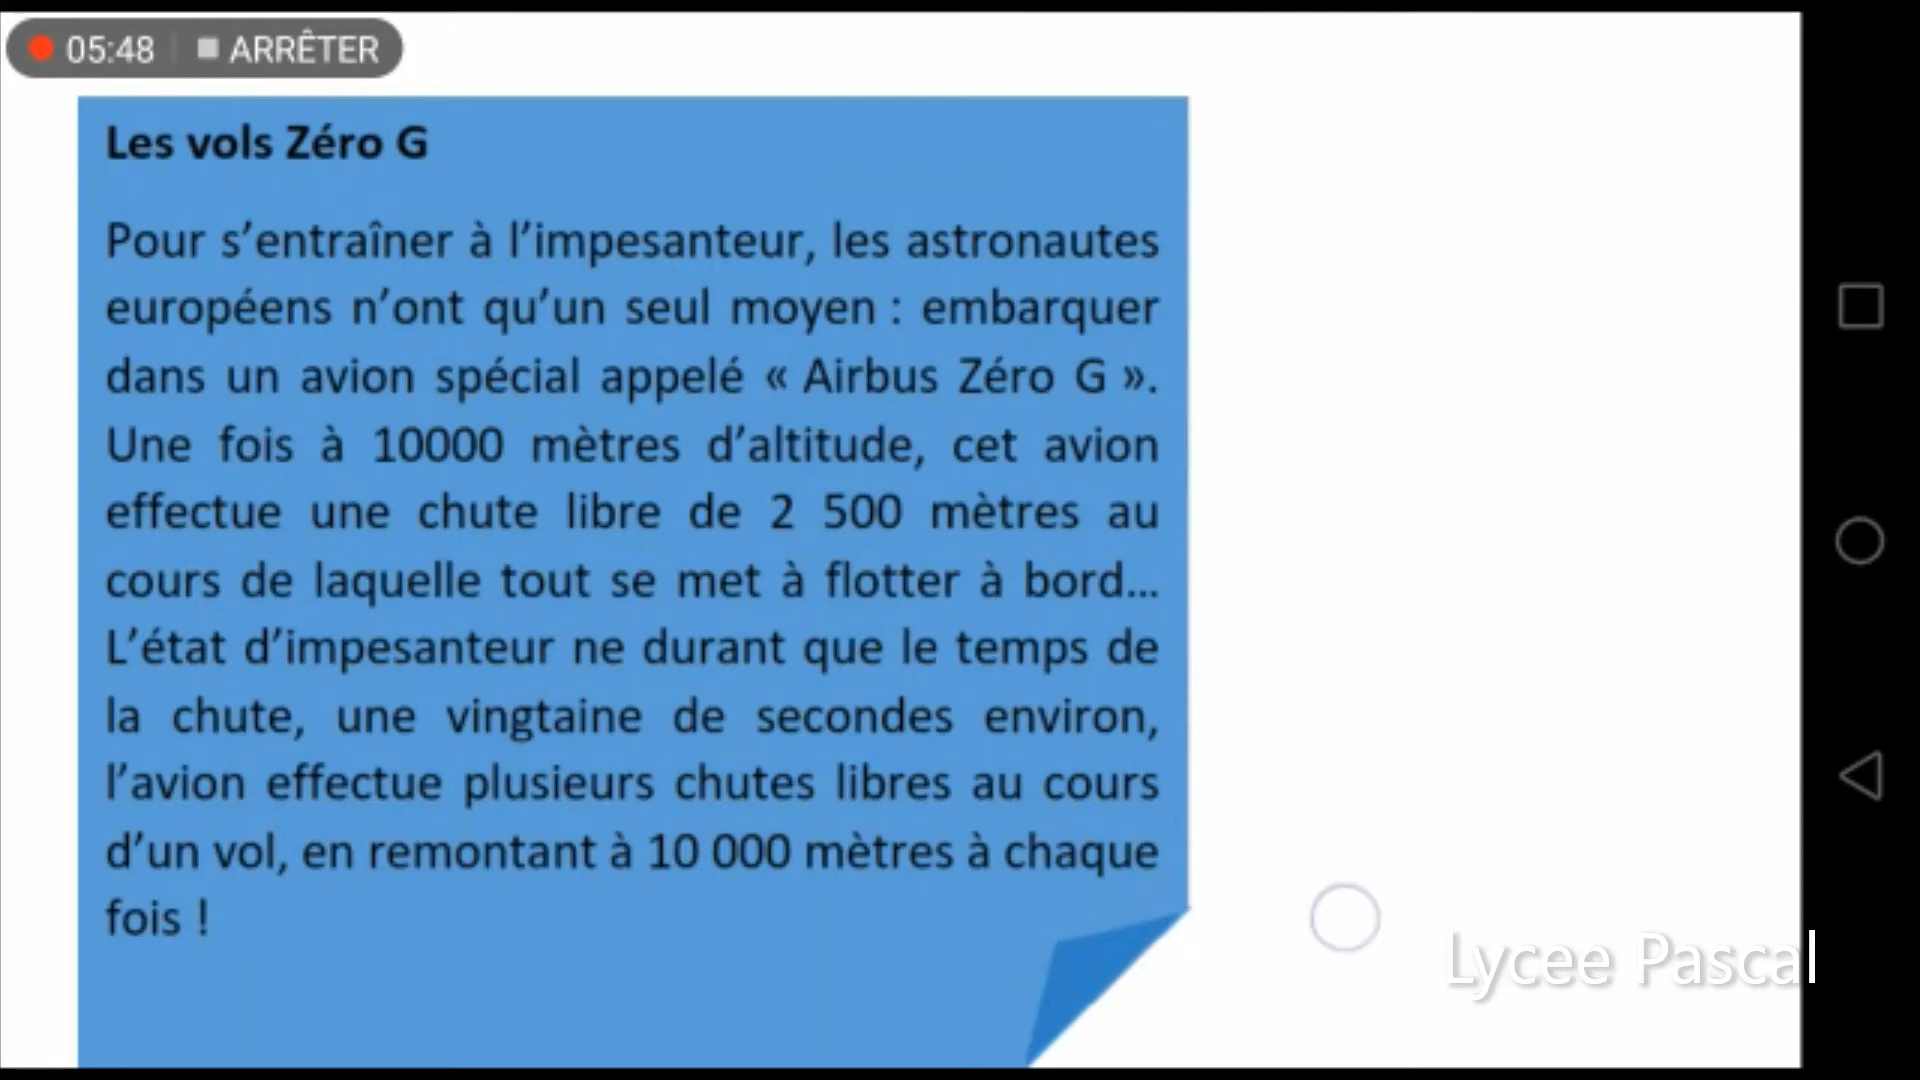 05:48 ARRÊTER
Les vols Zéro G
Pour s’entraîner à l’impesanteur, les astronautes
européens n’ont qu’un seul moyen : embarquer
dans un avion spécial appelé « Airbus Zéro G ».
Une fois à 10000 mètres d’altitude, cet avion
effectue une chute libre de 2 500 mètres au
cours de laquelle tout se met à flotter à bord...
L’état d’impesanteur ne durant que le temps de
la chute, une vingtaine de secondes environ,
l’avion effectue plusieurs chutes libres au cours
d’un vol, en remontant à 10 000 mètres à chaque
fois !
Lycee Pascal